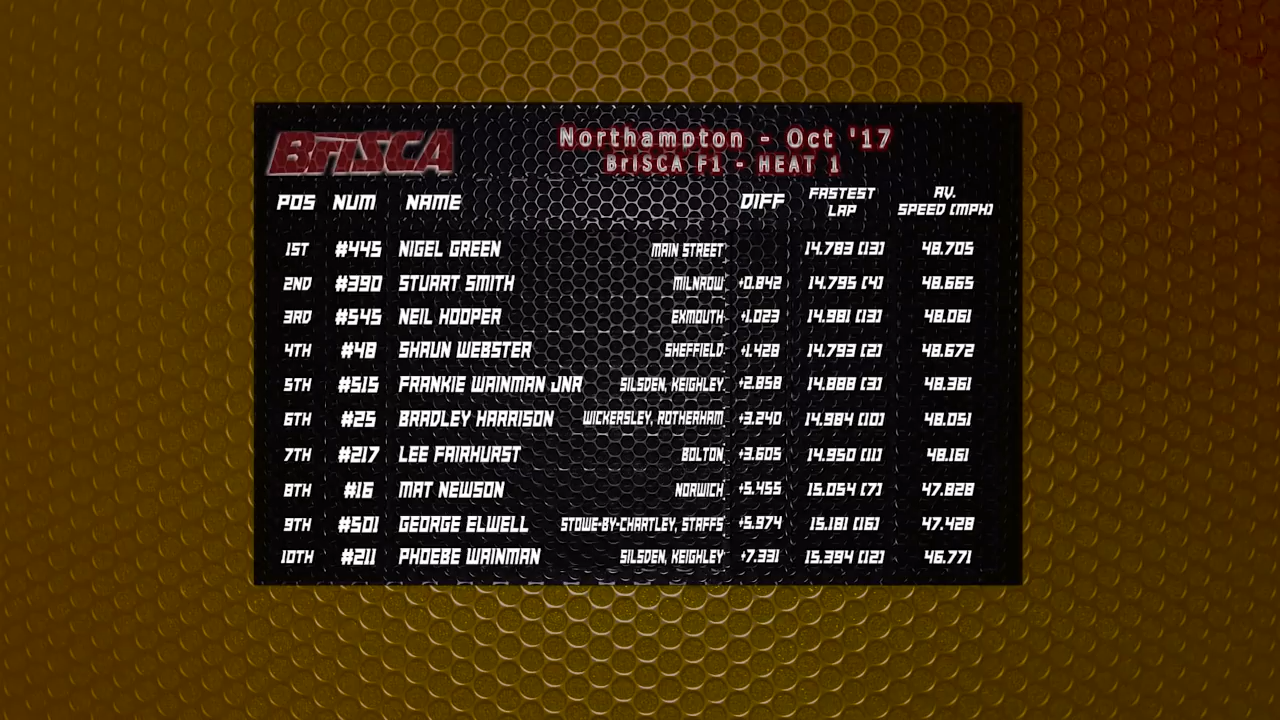 BriSCA
Northampton - Oct '17
BrISCA F1 - HEAT 1
POS NUM NAME DIFF FASTEST LAP AV. SPEED (MPH)
1ST #445 NIGEL GREEN MAIN STREET 14.783 (13) 48.705
2ND #390 STUART SMITH MILNROW +0.842 14.795 (4) 48.665
3RD #545 NEIL HOOPER EXMOUTH +1.023 14.981 (13) 48.061
4TH #48 SHAUN WEBSTER SHEFFIELD +1.428 14.793 (2) 48.672
5TH #515 FRANKIE WAINMAN JNR SILSDEN, KEIGHLEY +2.858 14.888 (3) 48.361
6TH #25 BRADLEY HARRISON WICKERSLEY, ROTHERHAM +3.240 14.984 (10) 48.051
7TH #217 LEE FAIRHURST BOLTON +3.605 14.950 (11) 48.161
8TH #16 MAT NEWSON NORWICH +5.455 15.054 (7) 47.828
9TH #501 GEORGE ELWELL STOWE-BY-CHARTLEY, STAFFS +5.974 15.181 (16) 47.428
10TH #211 PHOEBE WAINMAN SILSDEN, KEIGHLEY +7.331 15.394 (12) 46.771